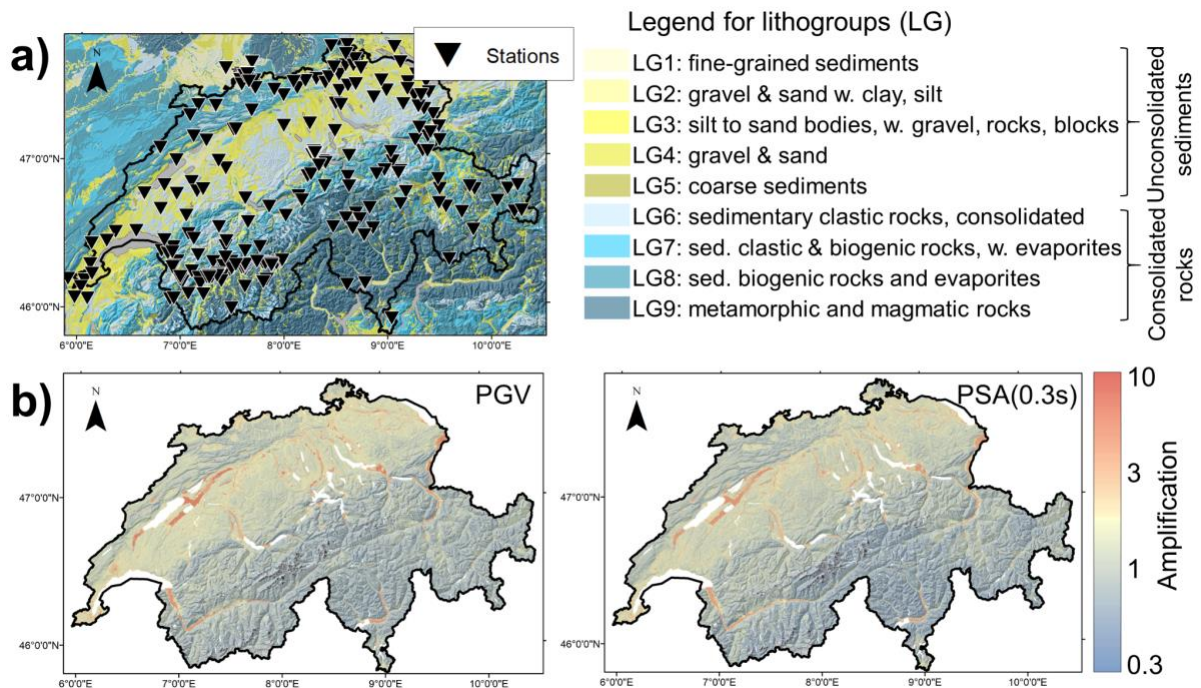 a)
N
Stations
47°0'0"N
46°0'0"N
6°0'0"E 7°0'0"E 8°0'0"E 9°0'0"E 10°0'0"E
Legend for lithogroups (LG)
LG1: fine-grained sediments
LG2: gravel & sand w. clay, silt
LG3: silt to sand bodies, w. gravel, rocks, blocks
LG4: gravel & sand
LG5: coarse sediments
LG6: sedimentary clastic rocks, consolidated
LG7: sed. clastic & biogenic rocks, w. evaporites
LG8: sed. biogenic rocks and evaporites
LG9: metamorphic and magmatic rocks
Unconsolidated
sediments
Consolidated
rocks
b)
N
PGV
47°0'0"N
46°0'0"N
6°0'0"E 7°0'0"E 8°0'0"E 9°0'0"E 10°0'0"E
N
PSA(0.3s)
47°0'0"N
46°0'0"N
6°0'0"E 7°0'0"E 8°0'0"E 9°0'0"E 10°0'0"E
10
3
1
0.3
Amplification